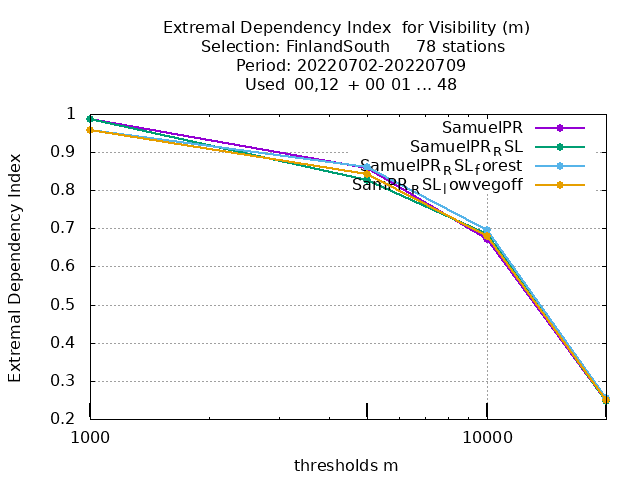 Extremal Dependency Index for Visibility (m)
Selection: FinlandSouth 78 stations
Period: 20220702-20220709
Used 00,12 + 00 01 ... 48
SamuelPR
SamuelPR_RSL
SamuelPR_RSL_forest
SamPR_RSL_lowvegoff
Extremal Dependency Index
1
0.9
0.8
0.7
0.6
0.5
0.4
0.3
0.2
1000
10000
thresholds m